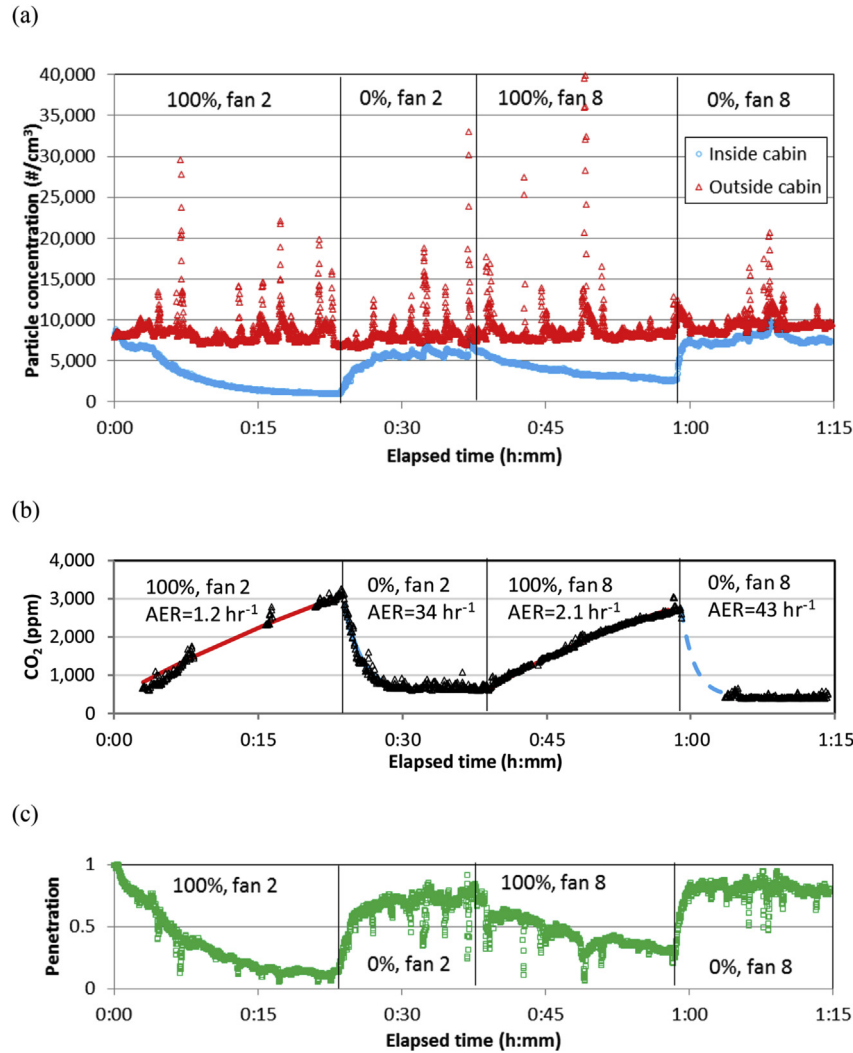 (a)
40,000
35,000
30,000
25,000
20,000
15,000
10,000
5,000
0
Particle concentration (#/cm³)
100%, fan 2
0%, fan 2
100%, fan 8
0%, fan 8
Inside cabin
Outside cabin
0:00
0:15
0:30
0:45
1:00
1:15
Elapsed time (h:mm)
(b)
4,000
3,000
2,000
1,000
0
CO₂ (ppm)
100%, fan 2
AER=1.2 hr⁻¹
0%, fan 2
AER=34 hr⁻¹
100%, fan 8
AER=2.1 hr⁻¹
0%, fan 8
AER=43 hr⁻¹
0:00
0:15
0:30
0:45
1:00
1:15
Elapsed time (h:mm)
(c)
1
0.5
0
Penetration
100%, fan 2
0%, fan 2
100%, fan 8
0%, fan 8
0:00
0:15
0:30
0:45
1:00
1:15
Elapsed time (h:mm)